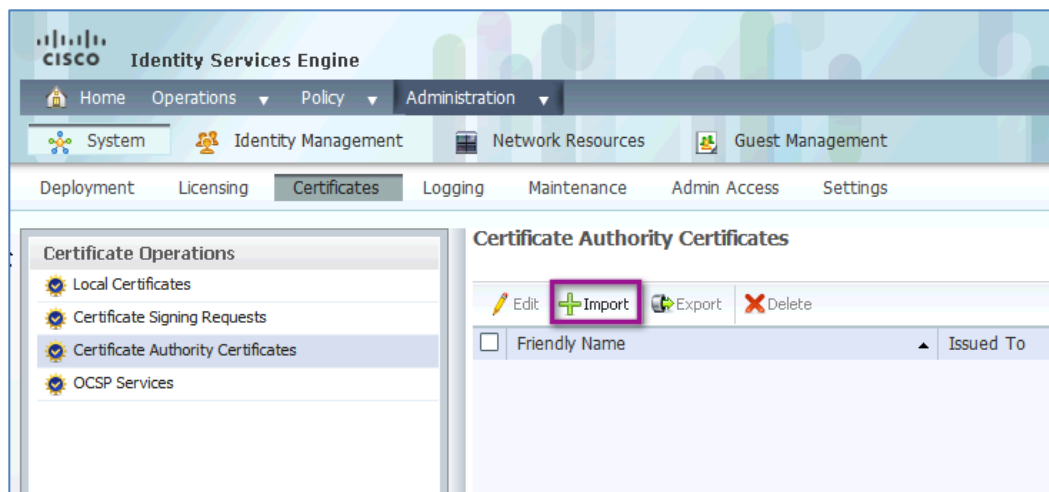 CISCO Identity Services Engine
Home Operations Policy Administration
System Identity Management Network Resources Guest Management
Deployment Licensing Certificates Logging Maintenance Admin Access Settings
Certificate Operations
Local Certificates
Certificate Signing Requests
Certificate Authority Certificates
OCSP Services
Certificate Authority Certificates
Edit Import Export Delete
Friendly Name Issued To